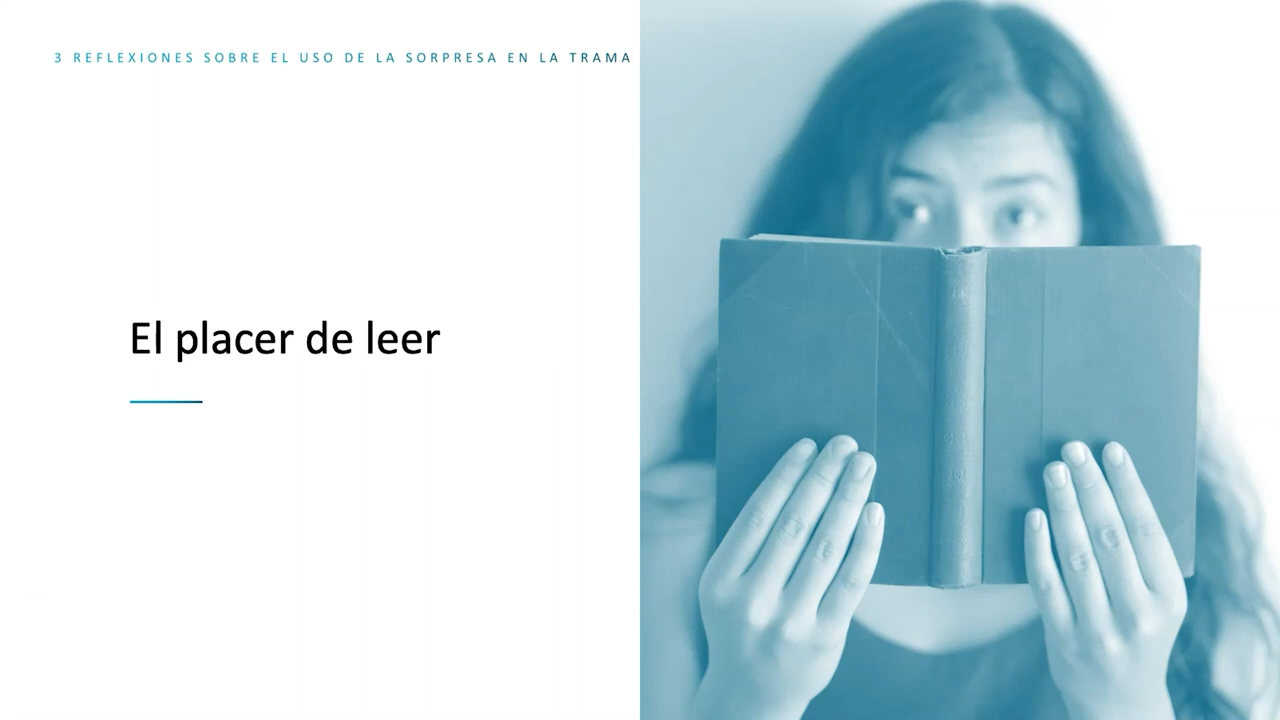 3 REFLEXIONES SOBRE EL USO DE LA SORPRESA EN LA TRAMA
El placer de leer